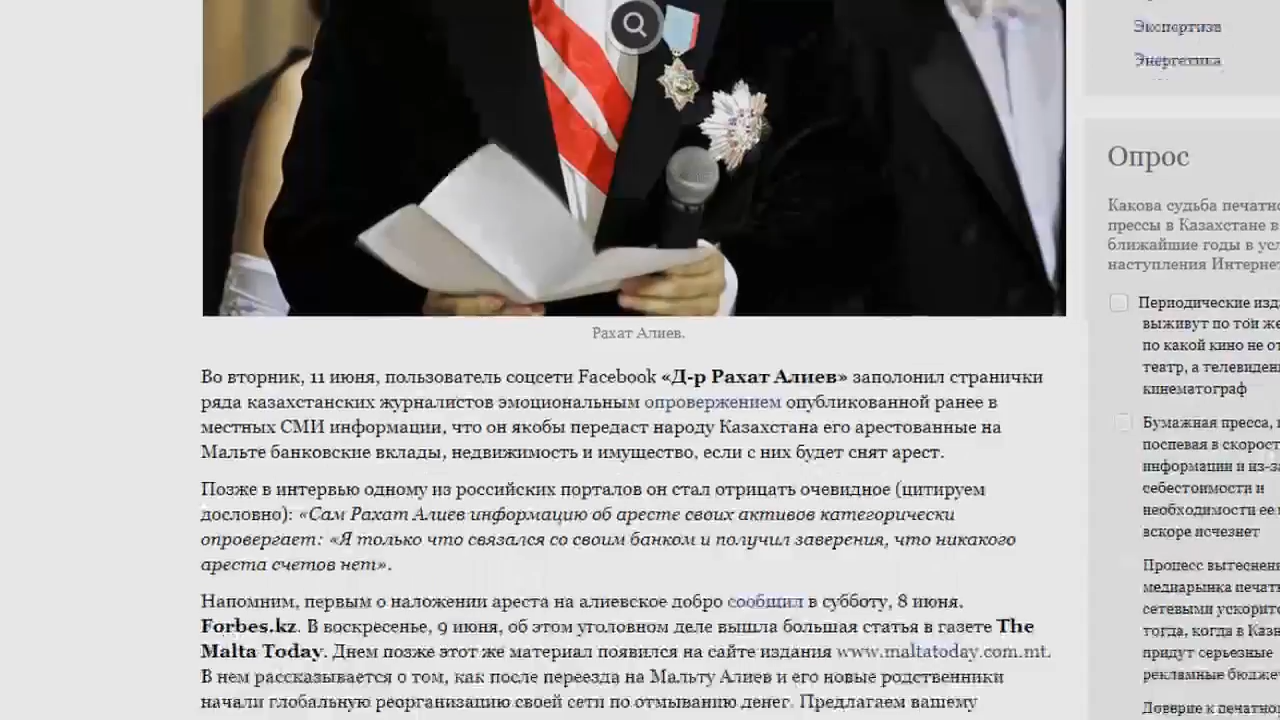 Рахат Алиев.
Во вторник, 11 июня, пользователь соцсети Facebook «Д-р Рахат Алиев» заполонил странички
ряда казахстанских журналистов эмоциональным опровержением опубликованной ранее в
местных СМИ информации, что он якобы передаст народу Казахстана его арестованные на
Мальте банковские вклады, недвижимость и имущество, если с них будет снят арест.
Позже в интервью одному из российских порталов он стал отрицать очевидное (цитируем
дословно): «Сам Рахат Алиев информацию об аресте своих активов категорически
опровергает: «Я только что связался со своим банком и получил заверения, что никакого
ареста счетов нет».
Напомним, первым о наложении ареста на алиевское добро сообщил в субботу, 8 июня,
Forbes.kz. В воскресенье, 9 июня, об этом уголовном деле вышла большая статья в газете The
Malta Today. Днем позже этот же материал появился на сайте издания www.maltatoday.com.mt.
В нем рассказывается о том, как после переезда на Мальту Алиев и его новые родственники
начали глобальную реорганизацию своей сети по отмыванию денег. Предлагаем вашему
Экспертиза
Энергетика
Опрос
Какова судьба печатно
прессы в Казахстане в
ближайшие годы в усл
наступления Интернет
Периодические изда
выживут по той же
по какой кино не от
театр, а телевиден
кинематограф
Бумажная пресса,
поспевая в скорост
информации и из-за
себестоимости и
необходимости ее
вскоре исчезнет
Процесс вытеснен
медиарынка печатн
сетевыми ускорит
тогда, когда в Каз
придут серьезные
рекламные бюдже
Доверие к печатно